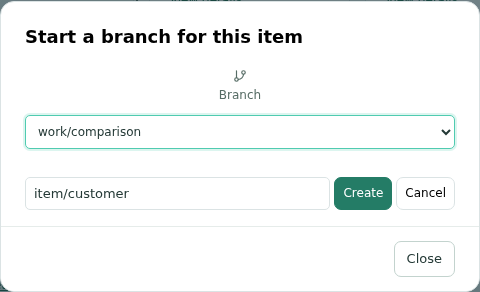 Start a branch for this item
Branch
work/comparison
item/customer
Create
Cancel
Close